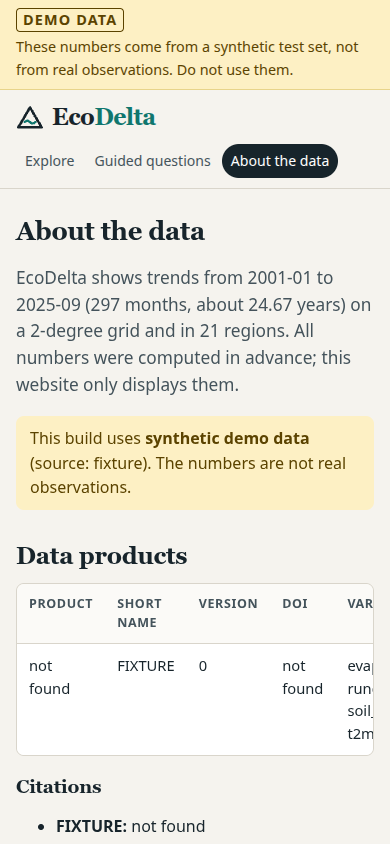 DEMO DATA
These numbers come from a synthetic test set, not
from real observations. Do not use them.
EcoDelta
Explore Guided questions About the data
About the data
EcoDelta shows trends from 2001-01 to
2025-09 (297 months, about 24.67 years) on
a 2-degree grid and in 21 regions. All
numbers were computed in advance; this
website only displays them.
This build uses synthetic demo data
(source: fixture). The numbers are not real
observations.
Data products
PRODUCT SHORT VERSION DOI
NAME
not FIXTURE 0 not
found found
t2m
Citations
• FIXTURE: not found